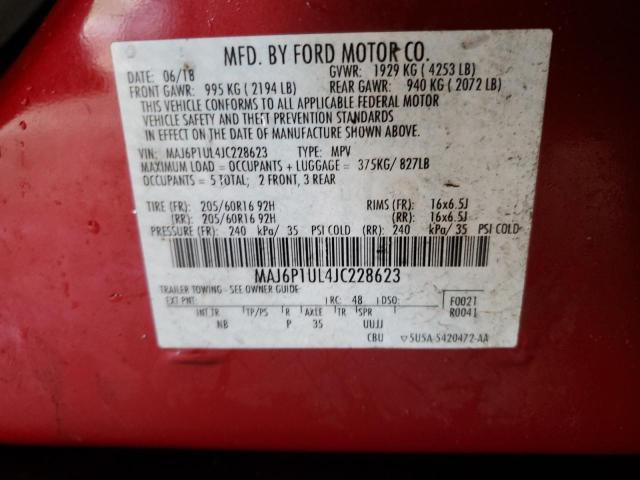 MFD. BY FORD MOTOR CO.
DATE: 06/18 GVWR: 1929 KG ( 4253 LB)
FRONT GAWR: 995 KG ( 2194 LB) REAR GAWR: 940 KG ( 2072 LB)
THIS VEHICLE CONFORMS TO ALL APPLICABLE FEDERAL MOTOR
VEHICLE SAFETY AND THEFT PREVENTION STANDARDS
IN EFFECT ON THE DATE OF MANUFACTURE SHOWN ABOVE.
VIN: MAJ6P1UL4JC228623 TYPE: MPV
MAXIMUM LOAD = OCCUPANTS + LUGGAGE = 375KG/ 827LB
OCCUPANTS = 5 TOTAL; 2 FRONT, 3 REAR
TIRE (FR): 205/60R16 92H RIMS (FR): 16x6.5J
(RR): 205/60R16 92H (RR): 16x6.5J
PRESSURE (FR): 240 kPa/ 35 PSI COLD (RR): 240 kPa/ 35 PSI COLD
MAJ6P1UL4JC228623
TRAILER TOWING - SEE OWNER GUIDE
EXT PNT: RC: 48 DSO: F0021
R0041
INT TR TP/PS R AXLE TR SPR
NB P 35 UUJJ
CBU ▽ 5U5A-5420472-AA